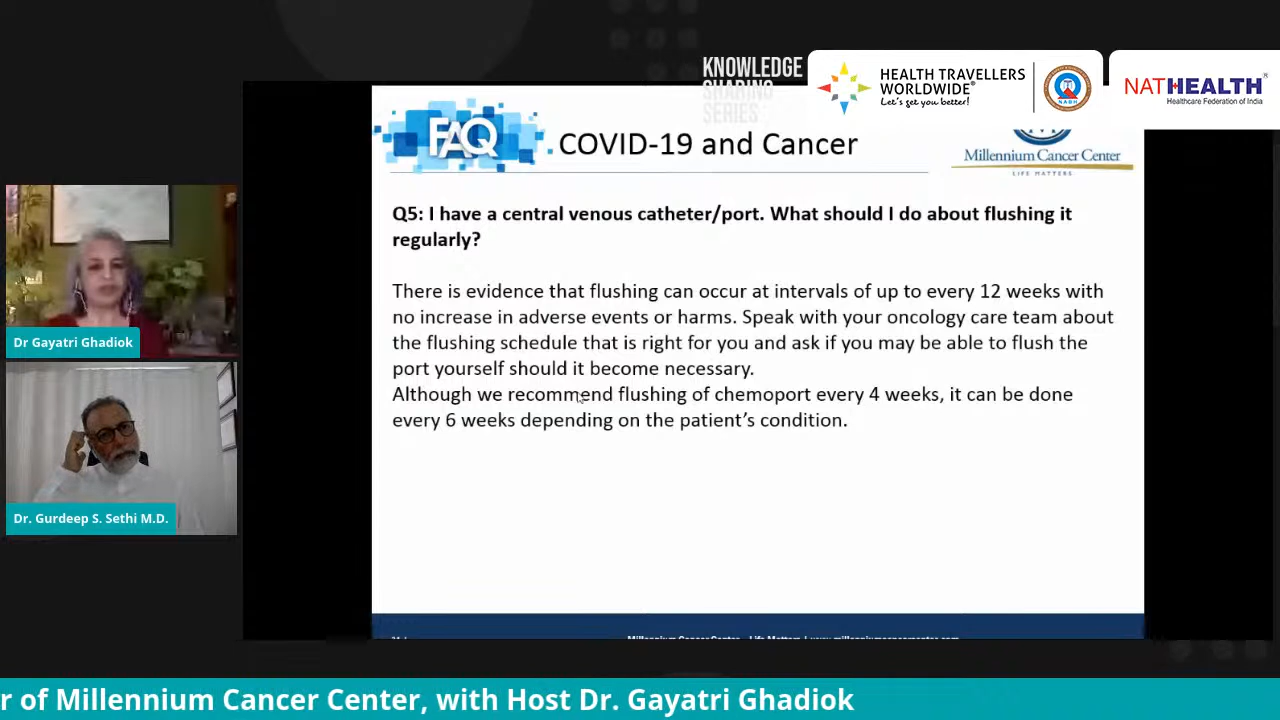 KNOWLEDGE
SHARING
SERIES
HEALTH TRAVELLERS
WORLDWIDE®
Let's get you better!
NABH
NATHEALTH®
Healthcare Federation of India
FAQ
COVID-19 and Cancer
Millennium Cancer Center
LIFE MATTERS
Q5: I have a central venous catheter/port. What should I do about flushing it
regularly?
There is evidence that flushing can occur at intervals of up to every 12 weeks with
no increase in adverse events or harms. Speak with your oncology care team about
the flushing schedule that is right for you and ask if you may be able to flush the
port yourself should it become necessary.
Although we recommend flushing of chemoport every 4 weeks, it can be done
every 6 weeks depending on the patient's condition.
Dr Gayatri Ghadiok
Dr. Gurdeep S. Sethi M.D.
r of Millennium Cancer Center, with Host Dr. Gayatri Ghadiok